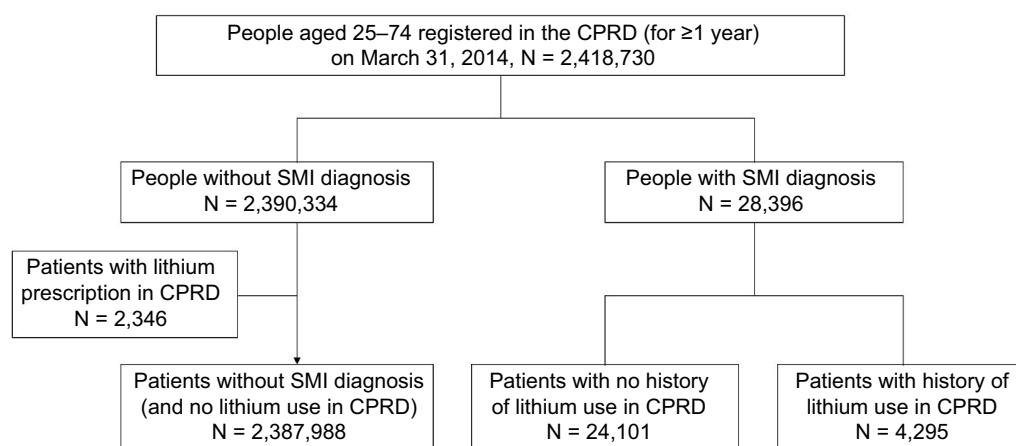 People aged 25–74 registered in the CPRD (for ≥1 year)
on March 31, 2014, N = 2,418,730
People without SMI diagnosis
N = 2,390,334
People with SMI diagnosis
N = 28,396
Patients with lithium
prescription in CPRD
N = 2,346
Patients without SMI diagnosis
(and no lithium use in CPRD)
N = 2,387,988
Patients with no history
of lithium use in CPRD
N = 24,101
Patients with history of
lithium use in CPRD
N = 4,295